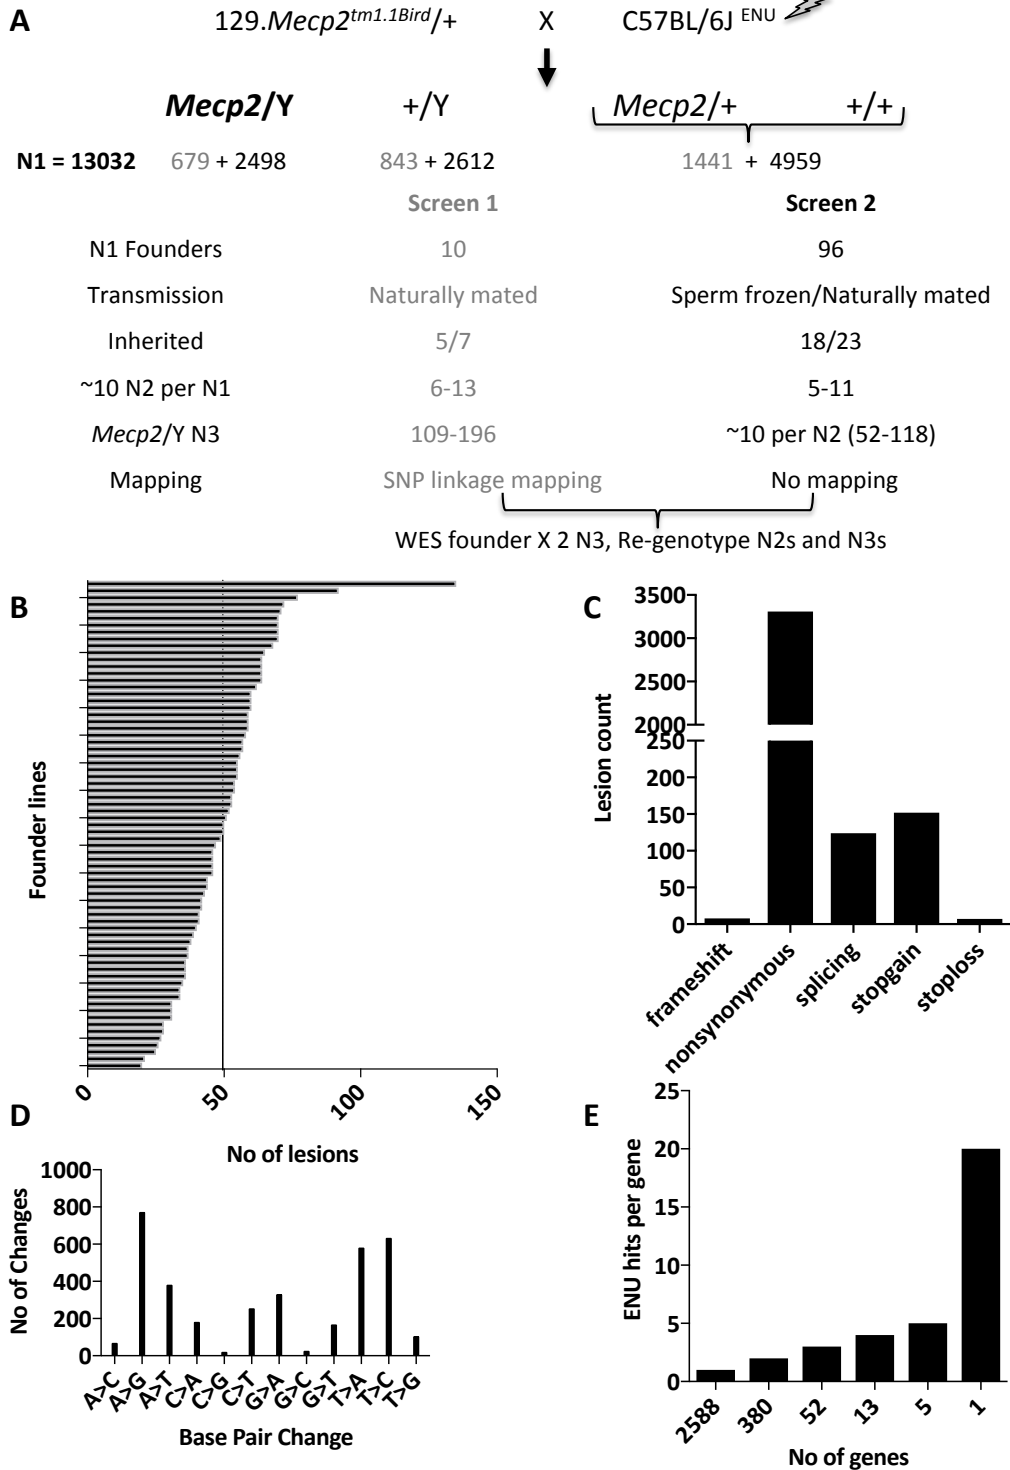 A
129.Mecp2tm1.1Bird/+ X C57BL/6J ENU
Mecp2/Y +/Y Mecp2/+ +/+
N1 = 13032 679 + 2498 843 + 2612 1441 + 4959
Screen 1 Screen 2
N1 Founders 10 96
Transmission Naturally mated Sperm frozen/Naturally mated
Inherited 5/7 18/23
~10 N2 per N1 6-13 5-11
Mecp2/Y N3 109-196 ~10 per N2 (52-118)
Mapping SNP linkage mapping No mapping
WES founder X 2 N3, Re-genotype N2s and N3s
B
Founder lines
0 50 100 150
No of lesions
C
Lesion count
3500
3000
2500
2000
250
200
150
100
50
0
frameshift nonsynonymous splicing stopgain stoploss
D
No of Changes
1000
800
600
400
200
0
A>C A>G A>T C>A C>G C>T G>A G>C G>T T>A T>C T>G
Base Pair Change
E
ENU hits per gene
25
20
15
10
5
0
2588 380 52 13 5 1
No of genes